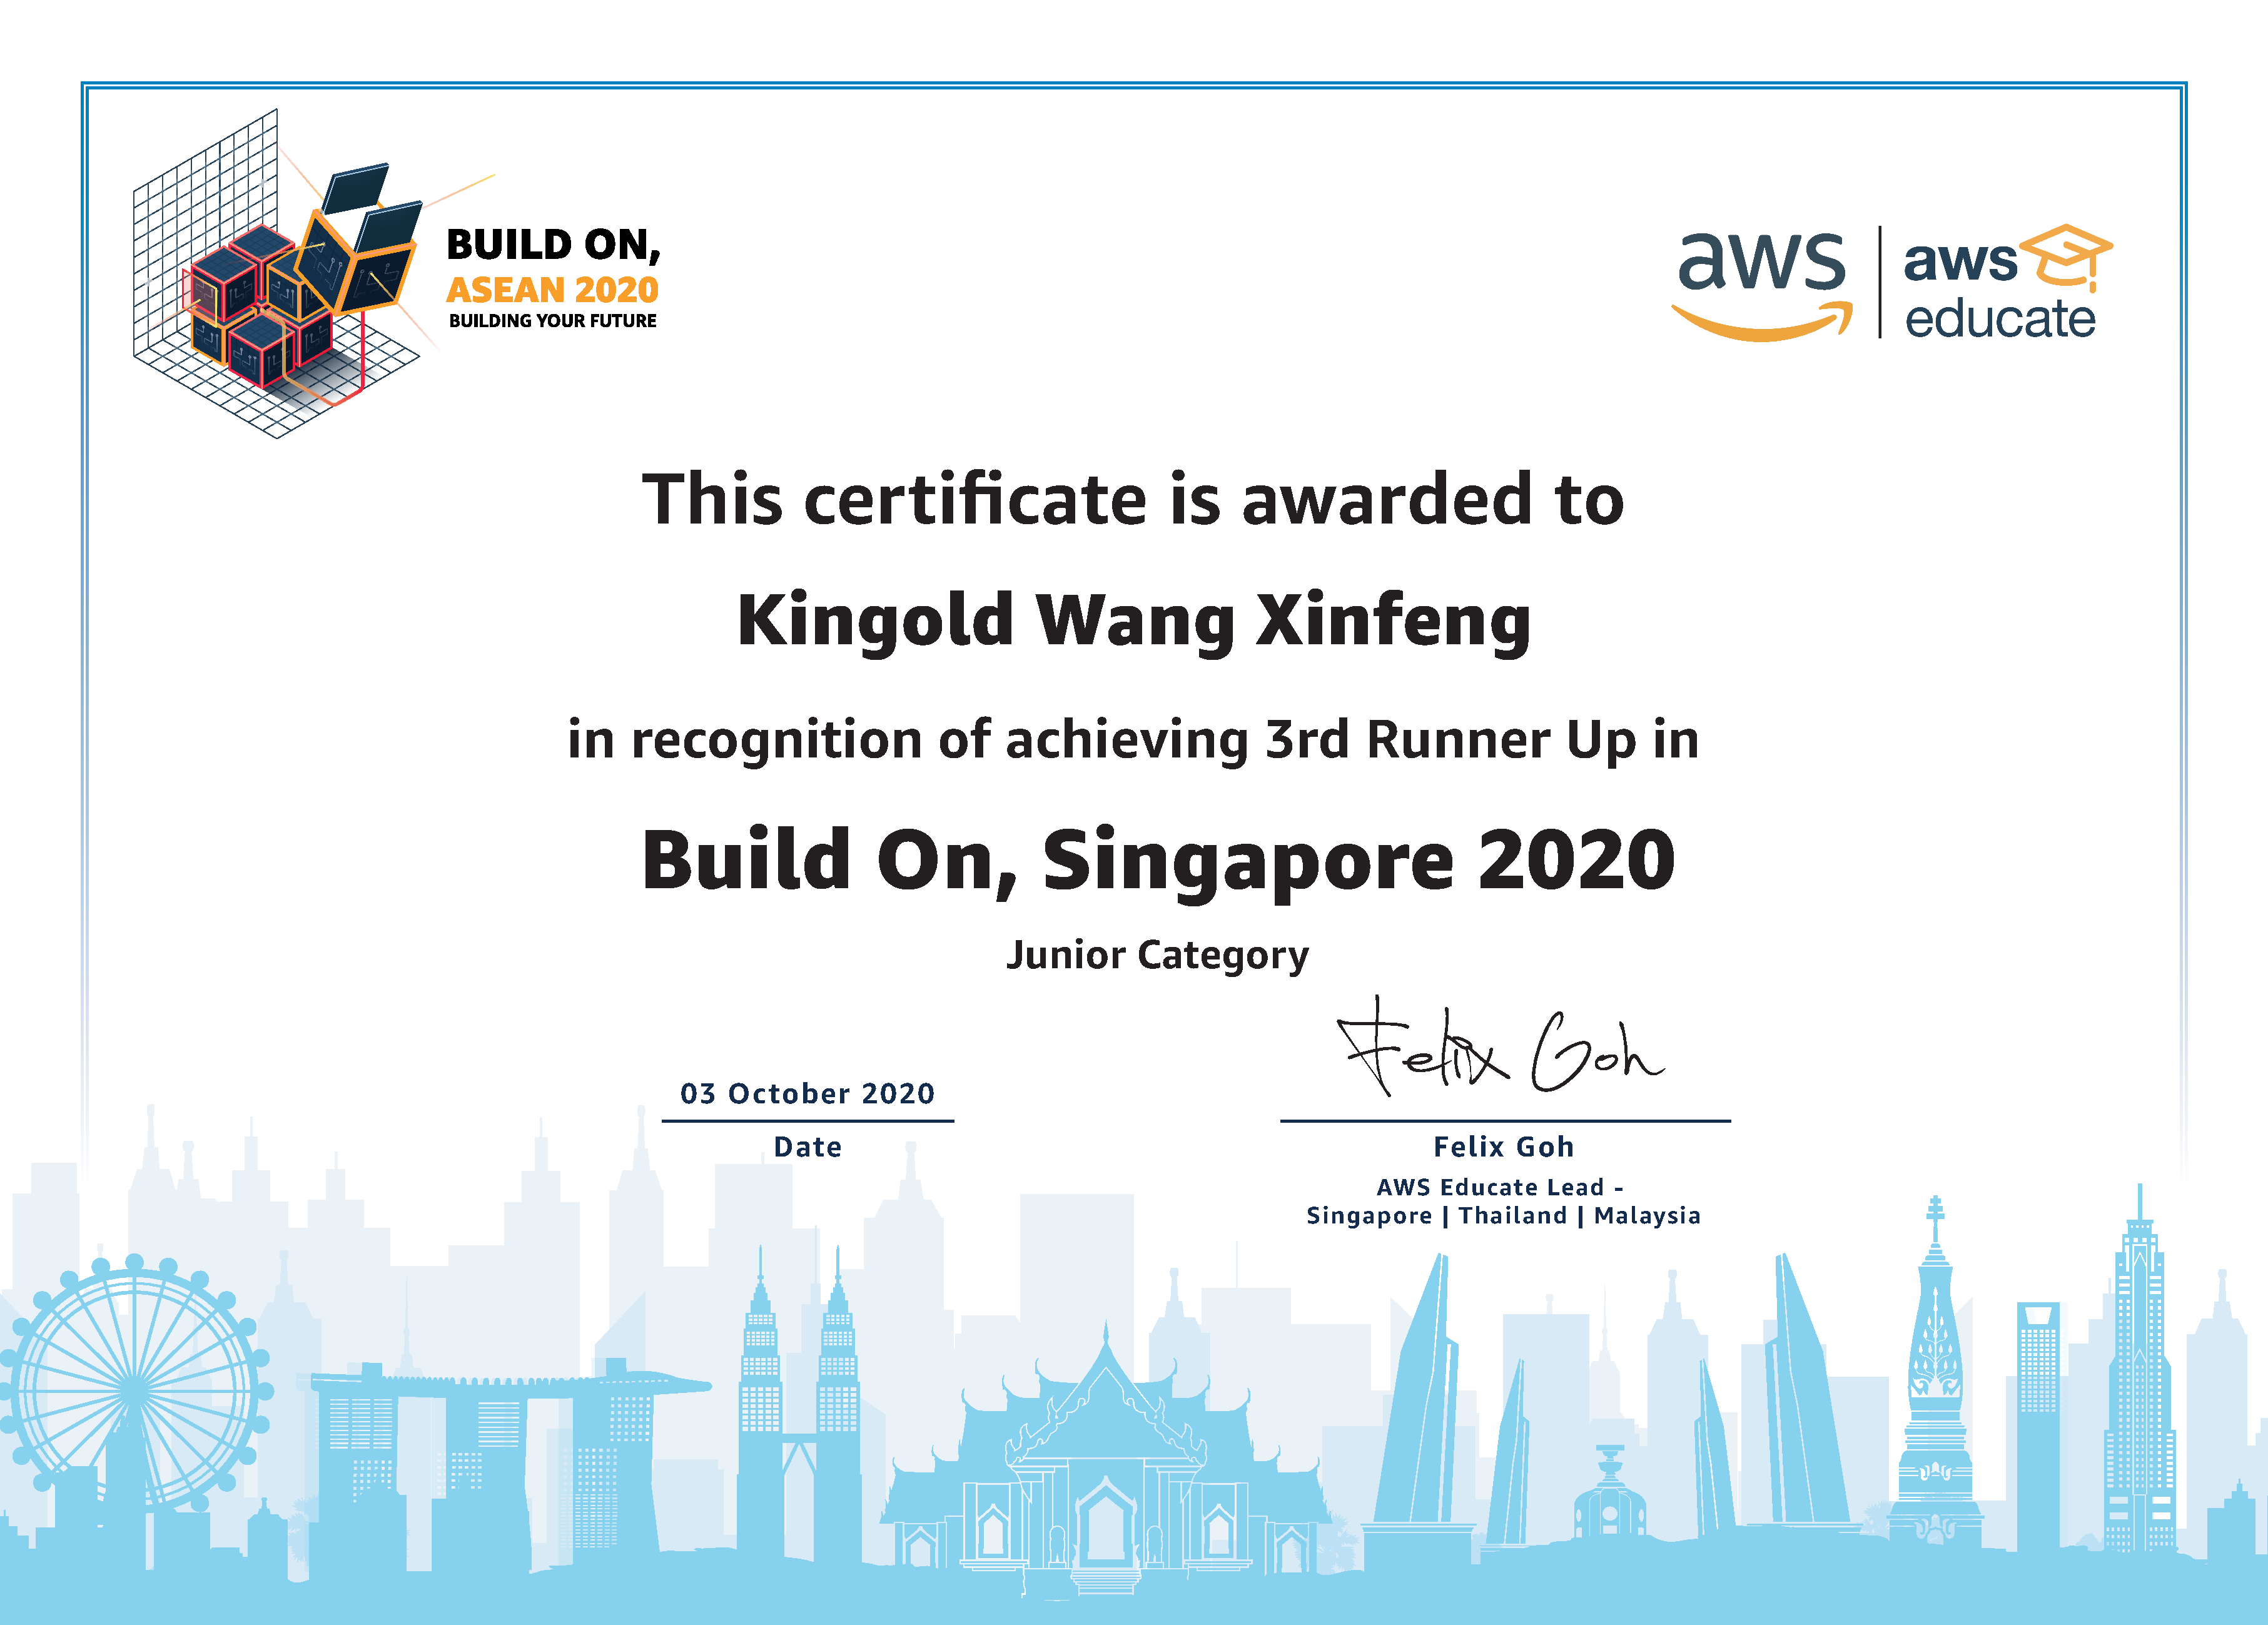 BUILD ON,
ASEAN 2020
BUILDING YOUR FUTURE
aws
aws
educate
This certificate is awarded to
Kingold Wang Xinfeng
in recognition of achieving 3rd Runner Up in
Build On, Singapore 2020
Junior Category
Felix Goh
03 October 2020
Date
Felix Goh
AWS Educate Lead -
Singapore | Thailand | Malaysia